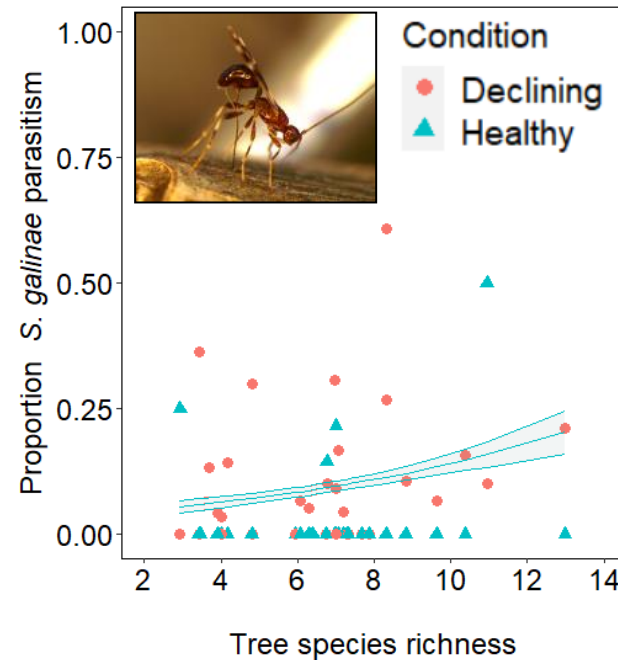 Condition
Declining
Healthy
Proportion S. galinae parasitism
1.00
0.75
0.50
0.25
0.00
2 4 6 8 10 12 14
Tree species richness